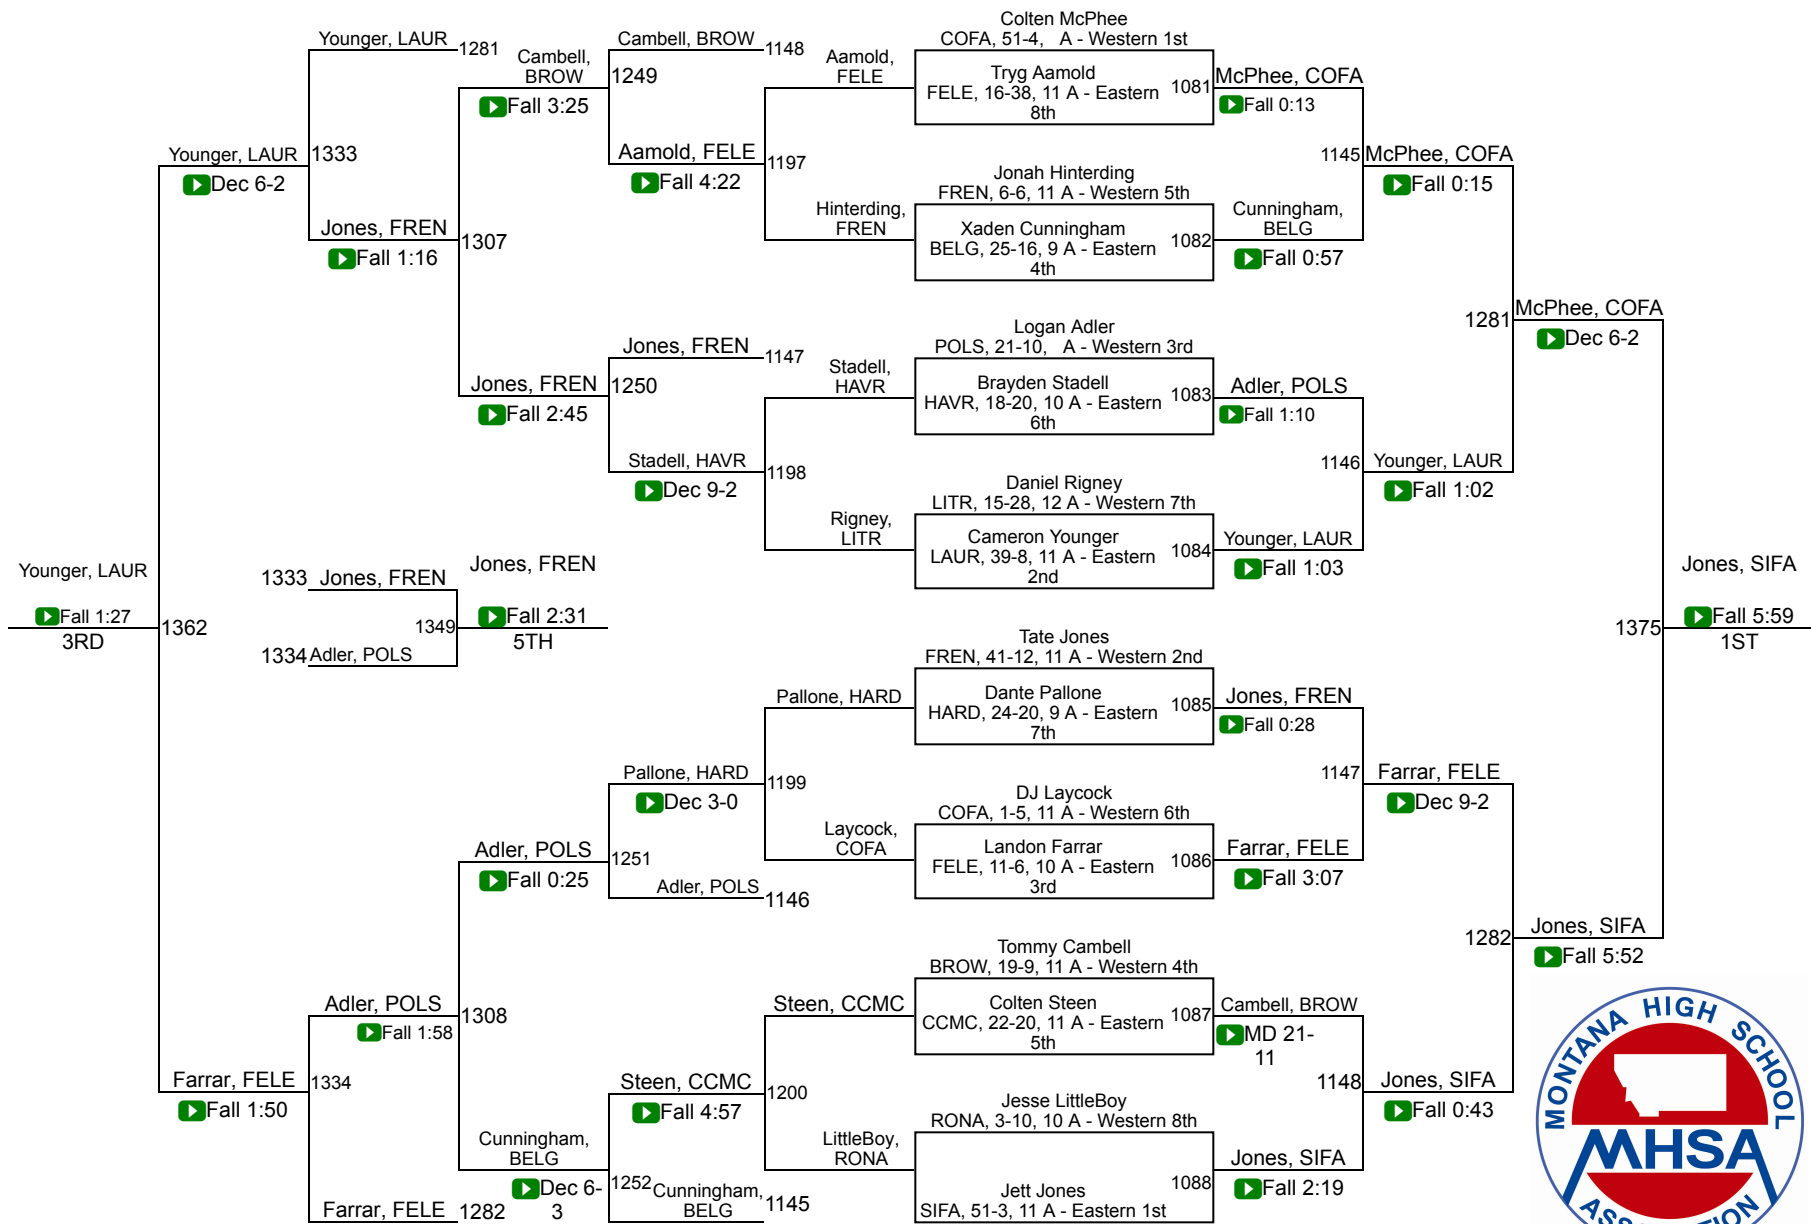 Younger, LAUR
Fall 1:27
3RD
1362
Younger, LAUR
Dec 6-2
Farrar, FELE
Fall 1:50
Younger, LAUR
1281
1333
Jones, FREN
Fall 1:16
1333
Jones, FREN
1334
Adler, POLS
1349
Jones, FREN
Fall 2:31
5TH
Adler, POLS
Fall 1:58
1334
Farrar, FELE
1282
Cambell,
BROW
Fall 3:25
1307
Jones, FREN
Fall 2:45
Adler, POLS
Fall 0:25
1308
Cunningham,
BELG
Dec 6-
3
Cambell, BROW
1148
1249
Aamold, FELE
Fall 4:22
Jones, FREN
1147
1250
Stadell, HAVR
Dec 9-2
Pallone, HARD
Dec 3-0
1251
Adler, POLS
1146
Steen, CCMC
Fall 4:57
1252
Cunningham,
BELG
1145
Aamold,
FELE
1197
Hinterding,
FREN
Stadell,
HAVR
1198
Rigney,
LITR
Pallone, HARD
1199
Laycock,
COFA
Steen, CCMC
1200
LittleBoy,
RONA
Colten McPhee
COFA, 51-4, A - Western 1st
Tryg Aamold
FELE, 16-38, 11 A - Eastern
8th
1081
Jonah Hinterding
FREN, 6-6, 11 A - Western 5th
Xaden Cunningham
BELG, 25-16, 9 A - Eastern
4th
1082
Logan Adler
POLS, 21-10, A - Western 3rd
Brayden Stadell
HAVR, 18-20, 10 A - Eastern
6th
1083
Daniel Rigney
LITR, 15-28, 12 A - Western 7th
Cameron Younger
LAUR, 39-8, 11 A - Eastern
2nd
1084
Tate Jones
FREN, 41-12, 11 A - Western 2nd
Dante Pallone
HARD, 24-20, 9 A - Eastern
7th
1085
DJ Laycock
COFA, 1-5, 11 A - Western 6th
Landon Farrar
FELE, 11-6, 10 A - Eastern
3rd
1086
Tommy Cambell
BROW, 19-9, 11 A - Western 4th
Colten Steen
CCMC, 22-20, 11 A - Eastern
5th
1087
Jesse LittleBoy
RONA, 3-10, 10 A - Western 8th
Jett Jones
SIFA, 51-3, 11 A - Eastern 1st
1088
McPhee, COFA
Fall 0:13
1145
Cunningham,
BELG
Fall 0:57
Adler, POLS
Fall 1:10
1146
Younger, LAUR
Fall 1:03
Jones, FREN
Fall 0:28
1147
Farrar, FELE
Fall 3:07
Cambell, BROW
MD 21-
11
1148
Jones, SIFA
Fall 2:19
McPhee, COFA
Fall 0:15
1281
Younger, LAUR
Fall 1:02
Farrar, FELE
Dec 9-2
1282
Jones, SIFA
Fall 0:43
McPhee, COFA
Dec 6-2
1375
Jones, SIFA
Fall 5:52
Jones, SIFA
Fall 5:59
1ST
MONTANA HIGH SCHOOL
MHSA
ASSOCIATION